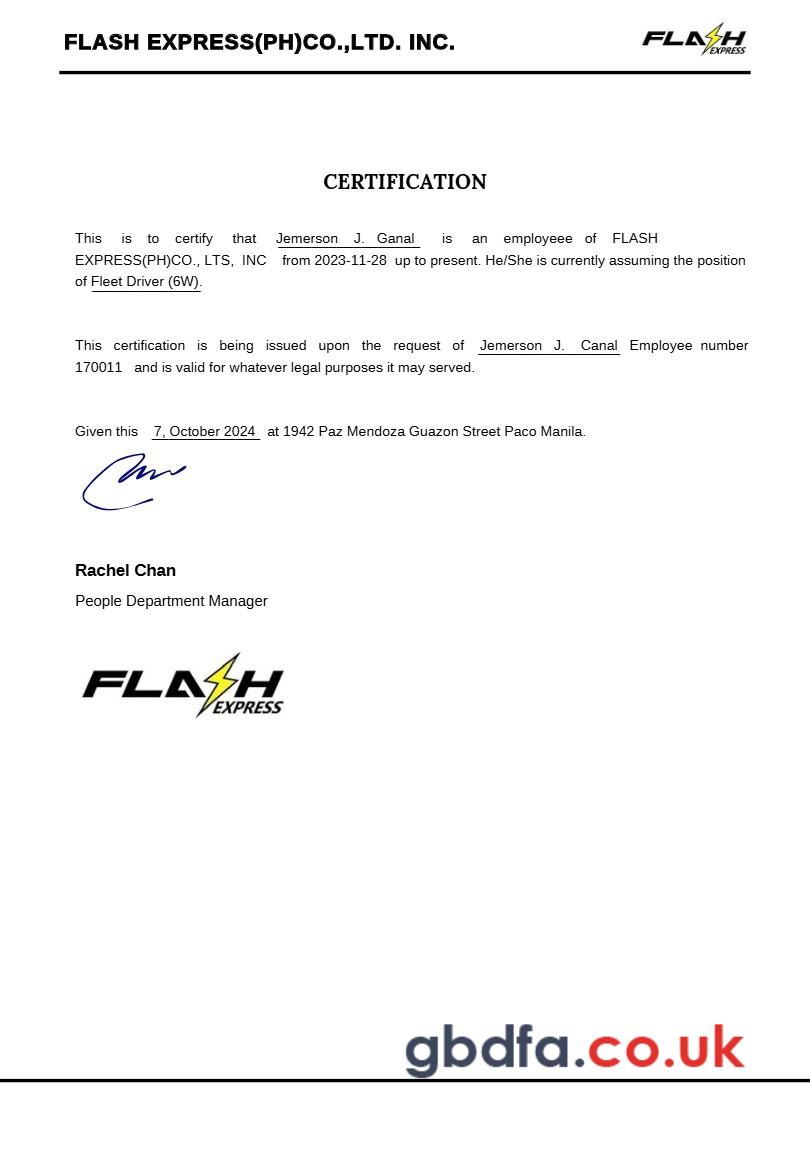 FLASH EXPRESS(PH)CO.,LTD. INC.
FLASH EXPRESS
CERTIFICATION
This is to certify that Jemerson J. Ganal is an employeee of FLASH
EXPRESS(PH)CO., LTS, INC from 2023-11-28 up to present. He/She is currently assuming the position
of Fleet Driver (6W).
This certification is being issued upon the request of Jemerson J. Canal Employee number
170011 and is valid for whatever legal purposes it may served.
Given this 7, October 2024 at 1942 Paz Mendoza Guazon Street Paco Manila.
Rachel Chan
People Department Manager
FLASH
EXPRESS
gbdfa.co.uk